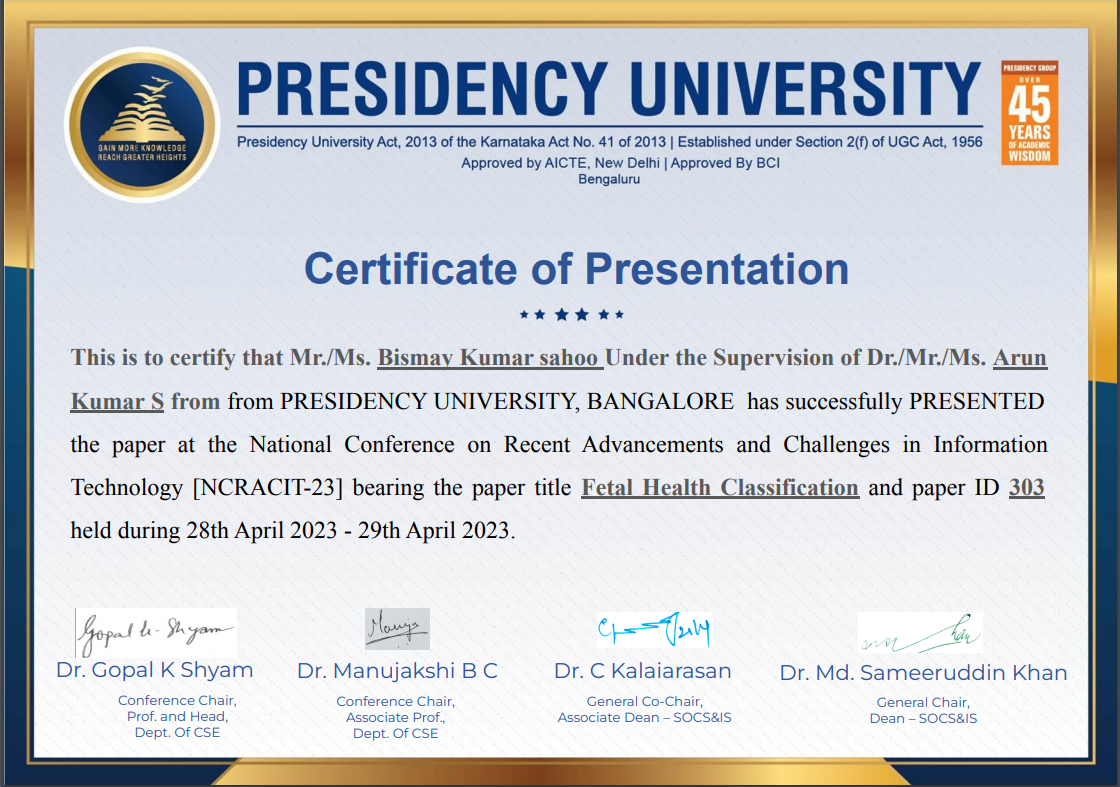 GAIN MORE KNOWLEDGE
REACH GREATER HEIGHTS
PRESIDENCY UNIVERSITY
Presidency University Act, 2013 of the Karnataka Act No. 41 of 2013 | Established under Section 2(f) of UGC Act, 1956
Approved by AICTE, New Delhi | Approved By BCI
Bengaluru
PRESIDENCY GROUP
OVER
45
YEARS
OF ACADEMIC
WISDOM
Certificate of Presentation
This is to certify that Mr./Ms. Bismay Kumar sahoo Under the Supervision of Dr./Mr./Ms. Arun
Kumar S from from PRESIDENCY UNIVERSITY, BANGALORE has successfully PRESENTED
the paper at the National Conference on Recent Advancements and Challenges in Information
Technology [NCRACIT-23] bearing the paper title Fetal Health Classification and paper ID 303
held during 28th April 2023 - 29th April 2023.
Gopal K Shyam
Dr. Gopal K Shyam
Conference Chair,
Prof. and Head,
Dept. Of CSE
Manuja
Dr. Manujakshi B C
Conference Chair,
Associate Prof.,
Dept. Of CSE
Dr. C Kalaiarasan
General Co-Chair,
Associate Dean – SOCS&IS
Khan
Dr. Md. Sameeruddin Khan
General Chair,
Dean – SOCS&IS